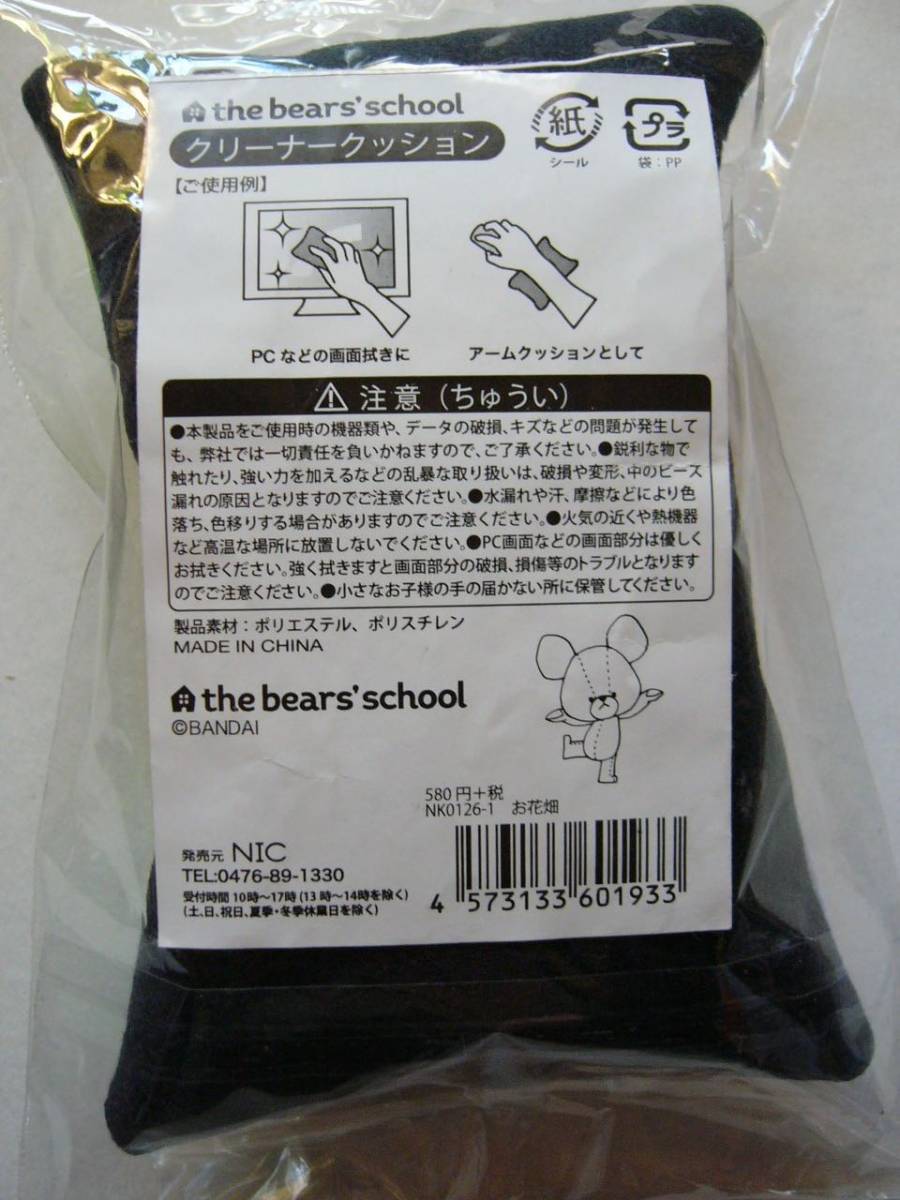 the bears' school
クリーナークッション
紙
シール
プラ
袋:PP
【ご使用例】
PCなどの画面拭きに
アームクッションとして
注意(ちゅうい)
●本製品をご使用時の機器類や、データの破損、キズなどの問題が発生して
も、弊社では一切責任を負いかねますので、ご了承ください。●鋭利な物で
触れたり、強い力を加えるなどの乱暴な取り扱いは、破損や変形、中のビーズ
漏れの原因となりますのでご注意ください。●水漏れや汗、摩擦などにより色
落ち、色移りする場合がありますのでご注意ください。●火気の近くや熱機器
など高温な場所に放置しないでください。●PC画面などの画面部分は優しく
お拭きください。強く拭きますと画面部分の破損、損傷等のトラブルとなります
のでご注意ください。●小さなお子様の手の届かない所に保管してください。
製品素材:ポリエステル、ポリスチレン
MADE IN CHINA
the bears' school
©BANDAI
580円+税
NK0126-1 お花畑
発売元 NIC
TEL:0476-89-1330
受付時間10時〜17時(13時〜14時を除く)
(土、日、祝日、夏季・冬季休業日を除く)
4 573133 601933